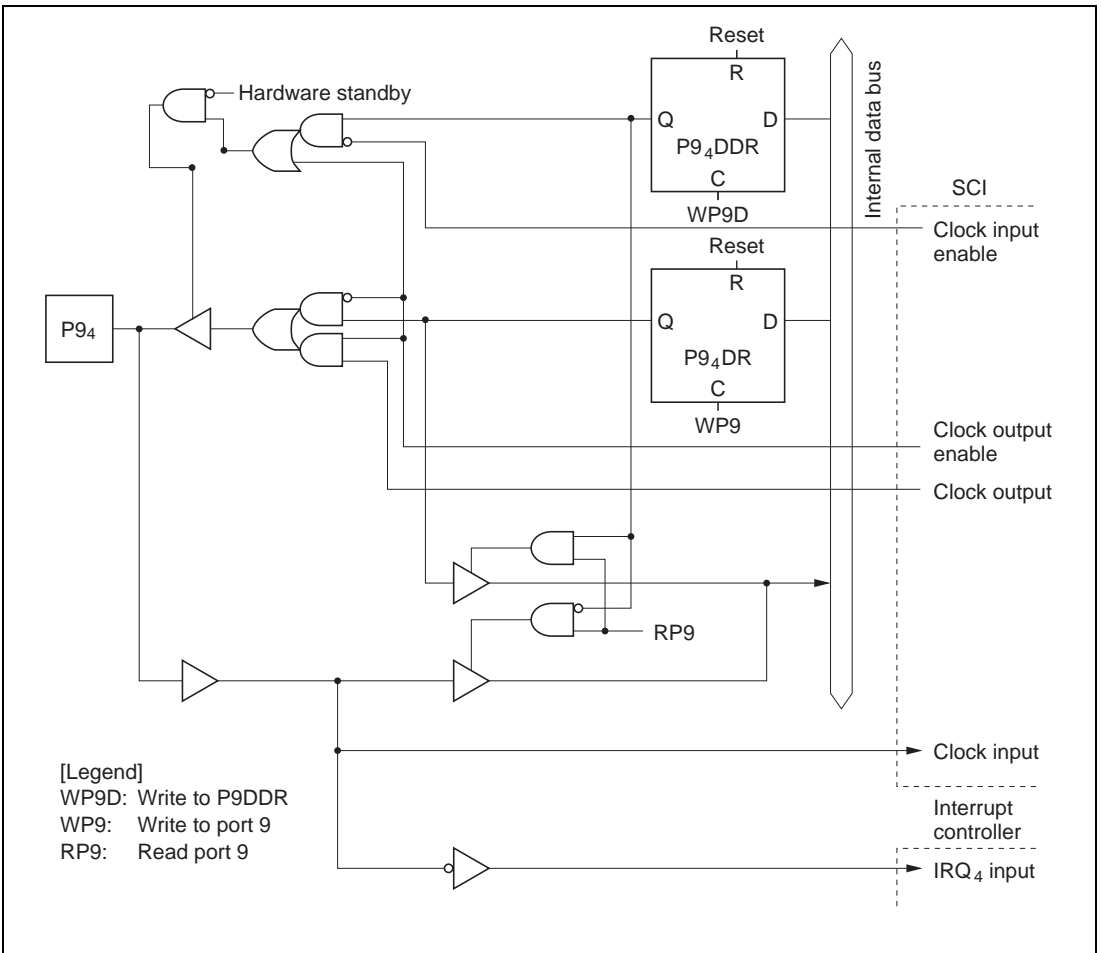 Reset
R
Hardware standby
Q
D
P9₄DDR
C
WP9D
Internal data bus
SCI
Clock input
enable
Reset
R
P9₄
Q
D
P9₄DR
C
WP9
Clock output
enable
Clock output
RP9
Clock input
[Legend]
WP9D: Write to P9DDR
WP9: Write to port 9
RP9: Read port 9
Interrupt
controller
IRQ₄ input